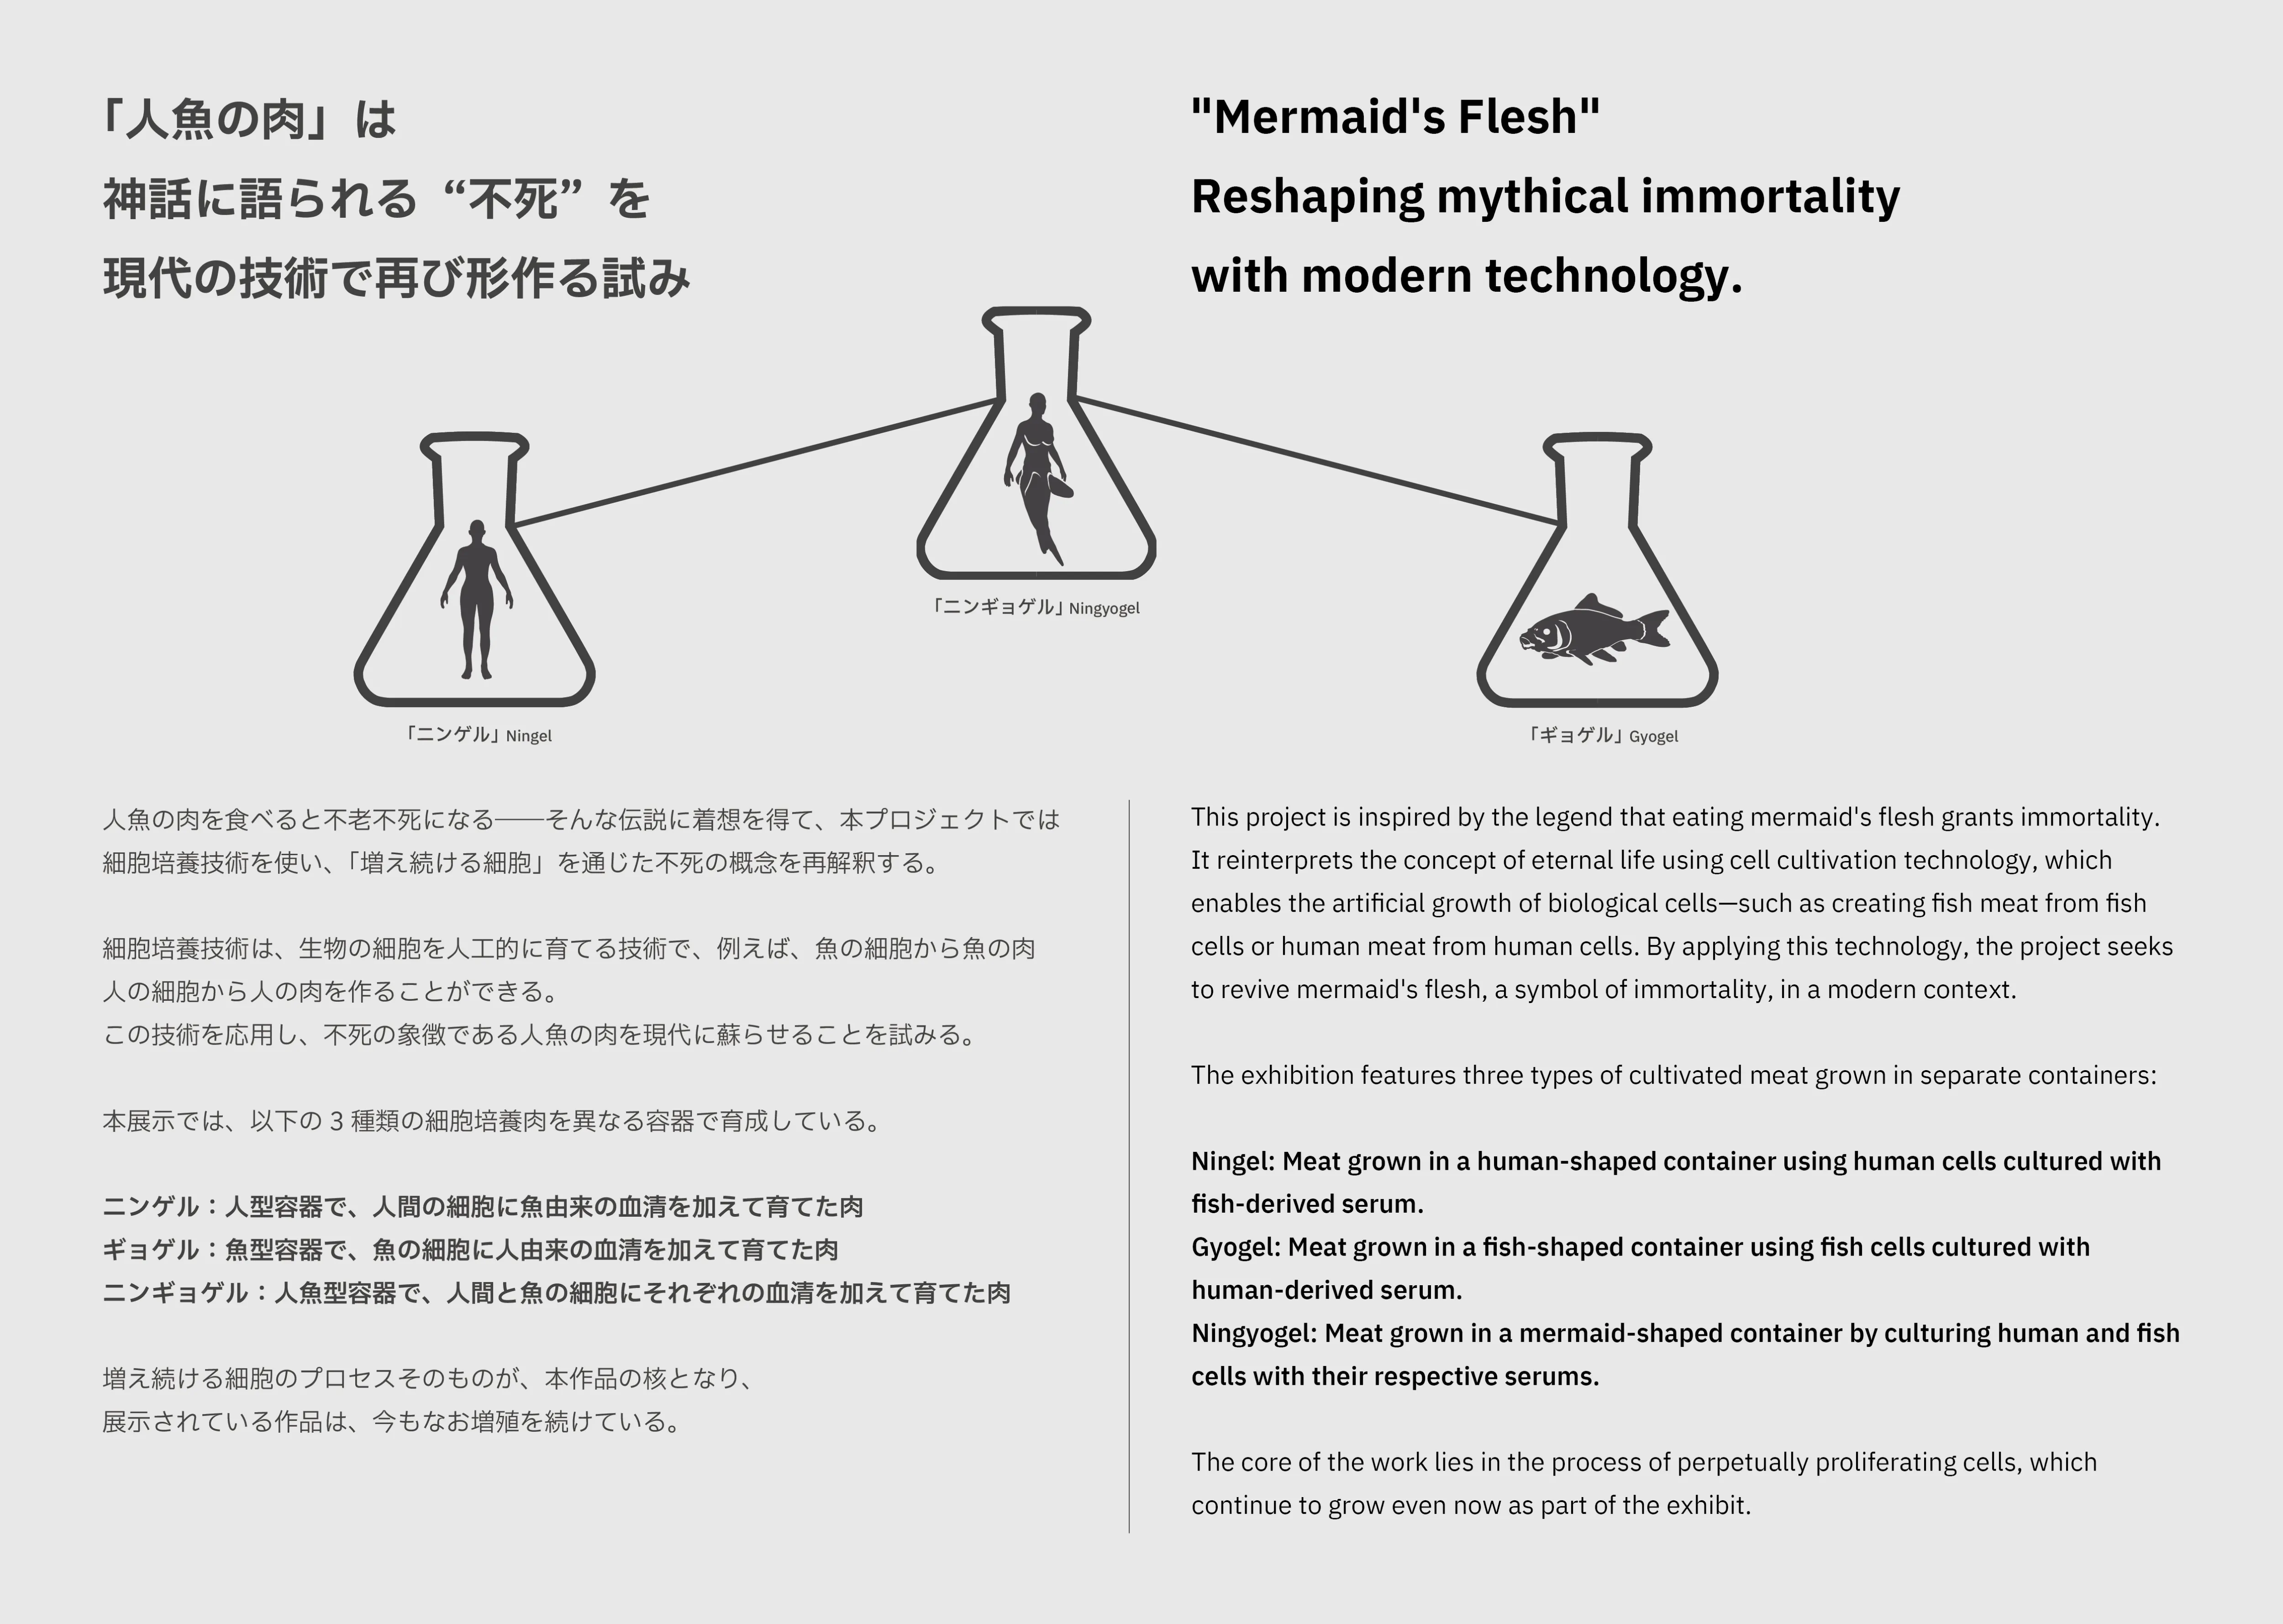 「人魚の肉」は
神話に語られる “不死” を
現代の技術で再び形作る試み
"Mermaid's Flesh"
Reshaping mythical immortality
with modern technology.
「ニンギョゲル」Ningyogel
「ニンゲル」Ningel
「ギョゲル」Gyogel
人魚の肉を食べると不老不死になる──そんな伝説に着想を得て、本プロジェクトでは
細胞培養技術を使い、「増え続ける細胞」を通じた不死の概念を再解釈する。
細胞培養技術は、生物の細胞を人工的に育てる技術で、例えば、魚の細胞から魚の肉
人の細胞から人の肉を作ることができる。
この技術を応用し、不死の象徴である人魚の肉を現代に蘇らせることを試みる。
本展示では、以下の 3 種類の細胞培養肉を異なる容器で育成している。
ニンゲル：人型容器で、人間の細胞に魚由来の血清を加えて育てた肉
ギョゲル：魚型容器で、魚の細胞に人由来の血清を加えて育てた肉
ニンギョゲル：人魚型容器で、人間と魚の細胞にそれぞれの血清を加えて育てた肉
増え続ける細胞のプロセスそのものが、本作品の核となり、
展示されている作品は、今もなお増殖を続けている。
This project is inspired by the legend that eating mermaid's flesh grants immortality.
It reinterprets the concept of eternal life using cell cultivation technology, which
enables the artificial growth of biological cells—such as creating fish meat from fish
cells or human meat from human cells. By applying this technology, the project seeks
to revive mermaid's flesh, a symbol of immortality, in a modern context.
The exhibition features three types of cultivated meat grown in separate containers:
Ningel: Meat grown in a human-shaped container using human cells cultured with
fish-derived serum.
Gyogel: Meat grown in a fish-shaped container using fish cells cultured with
human-derived serum.
Ningyogel: Meat grown in a mermaid-shaped container by culturing human and fish
cells with their respective serums.
The core of the work lies in the process of perpetually proliferating cells, which
continue to grow even now as part of the exhibit.